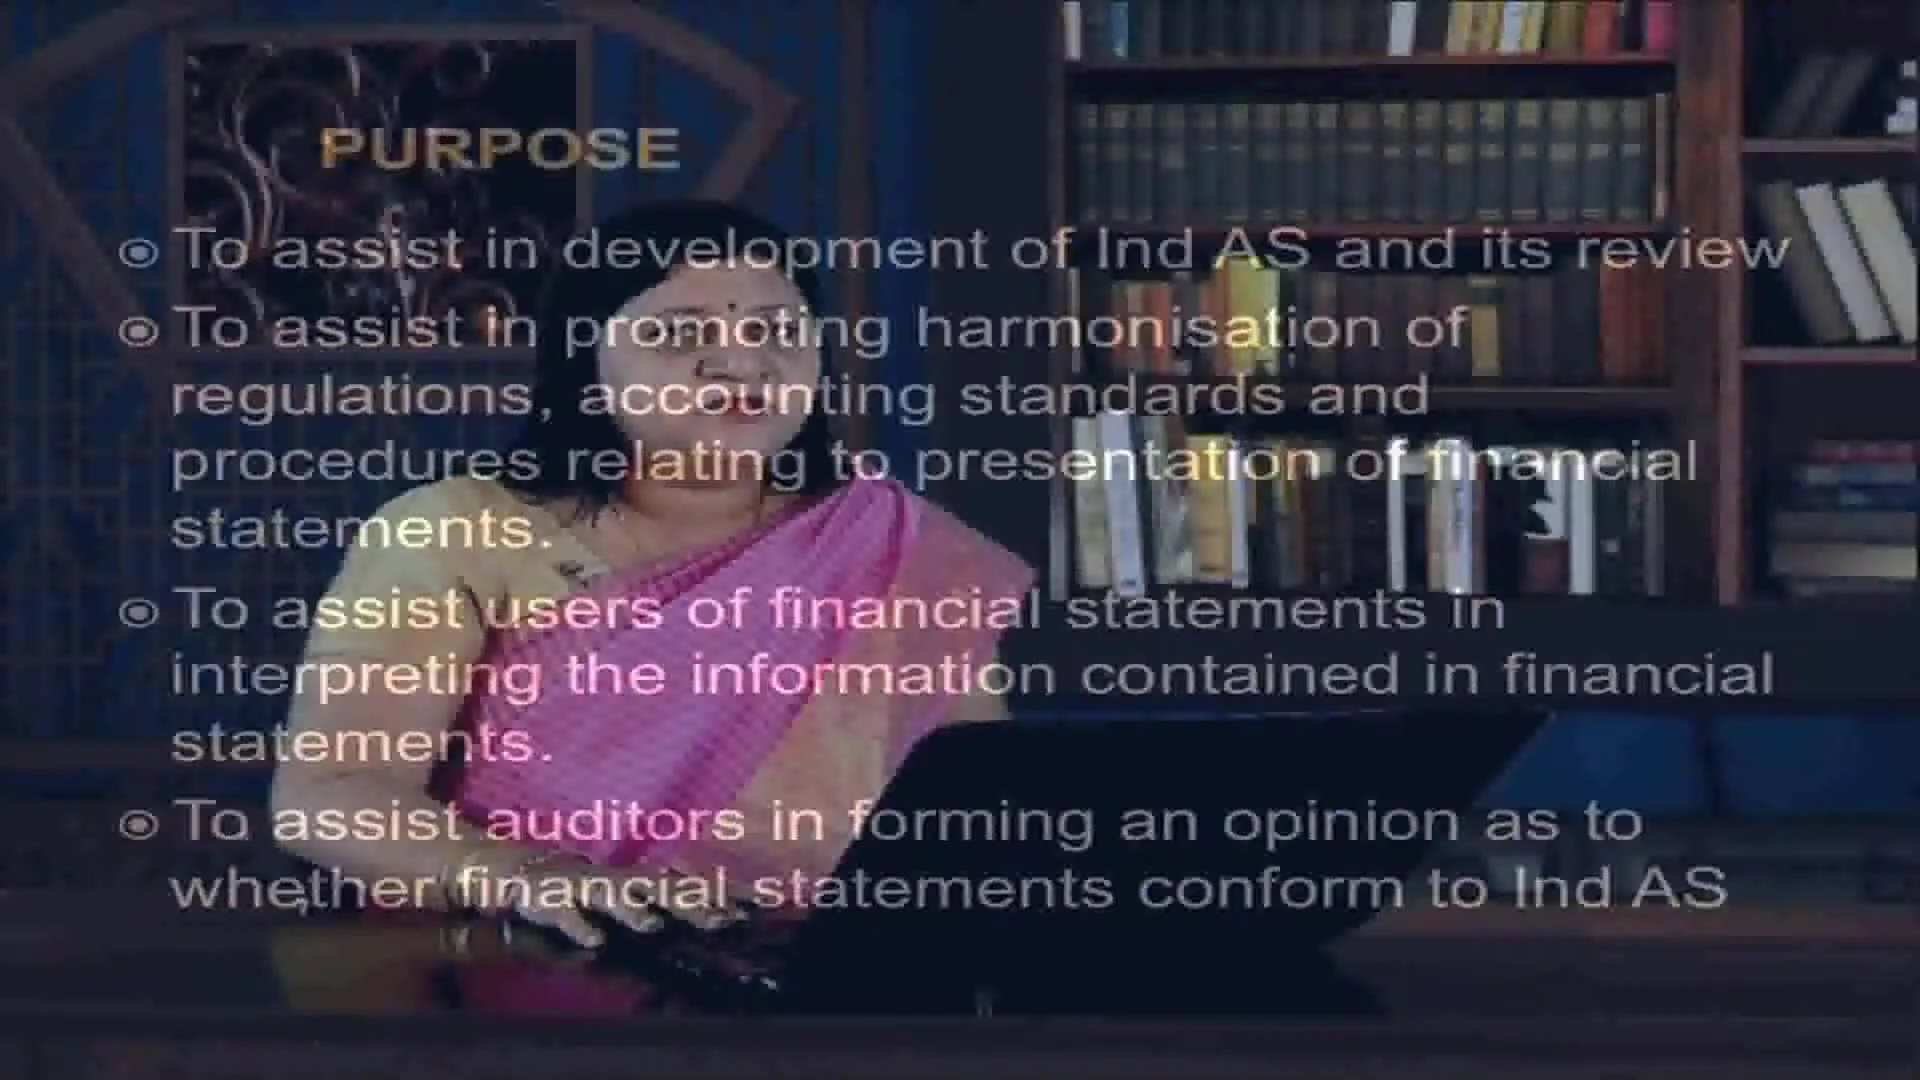 PURPOSE
To assist in development of Ind AS and its review
To assist in promoting harmonisation of
regulations, accounting standards and
procedures relating to presentation of financial
statements.
To assist users of financial statements in
interpreting the information contained in financial
statements.
To assist auditors in forming an opinion as to
whether financial statements conform to Ind AS